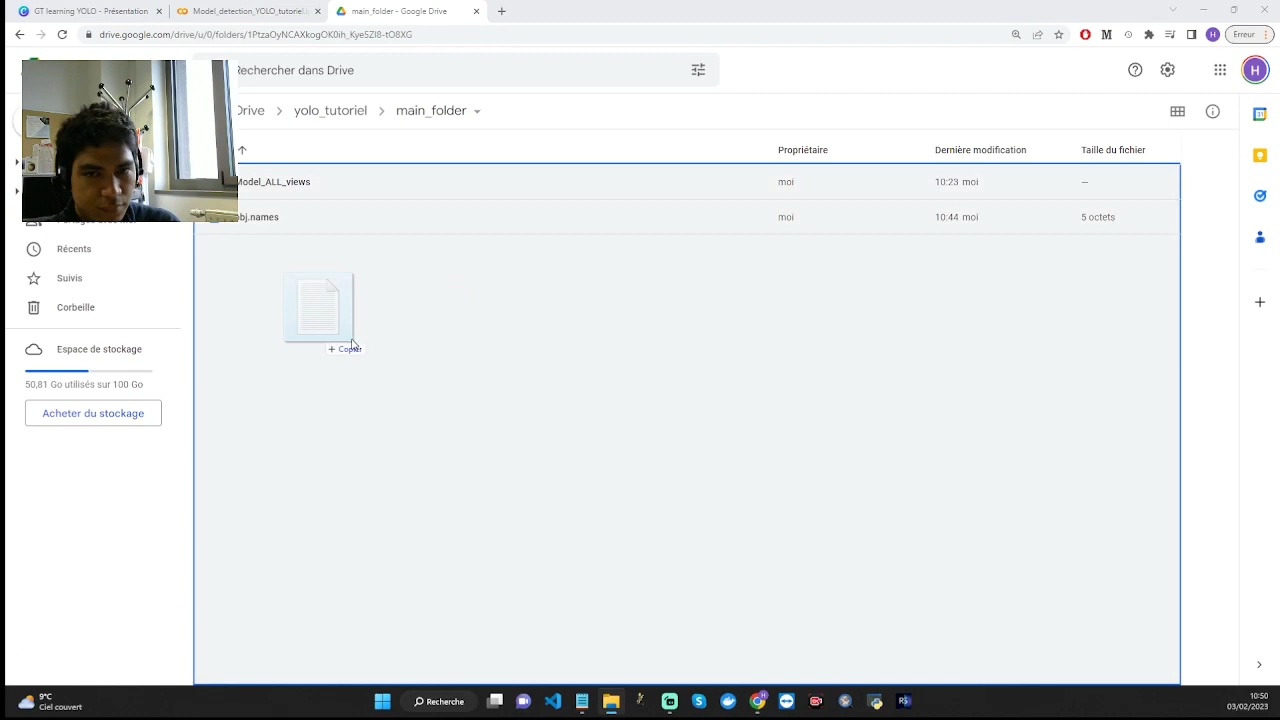 GT learning YOLO - Présentation
Model_detection_YOLO_tutoriel.i
main_folder - Google Drive
drive.google.com/drive/u/0/folders/1PtzaOyNCAXkogOK0ih_KyeSZI8-tO8XG
H
Erreur
Rechercher dans Drive
H
Drive
yolo_tutoriel
main_folder
Propriétaire
Dernière modification
Taille du fichier
Model_ALL_views
moi
10:23 moi
—
obj.names
moi
10:44 moi
5 octets
Récents
Suivis
Corbeille
Espace de stockage
50,81 Go utilisés sur 100 Go
Acheter du stockage
+ Copier
9°C
Ciel couvert
Recherche
10:50
03/02/2023